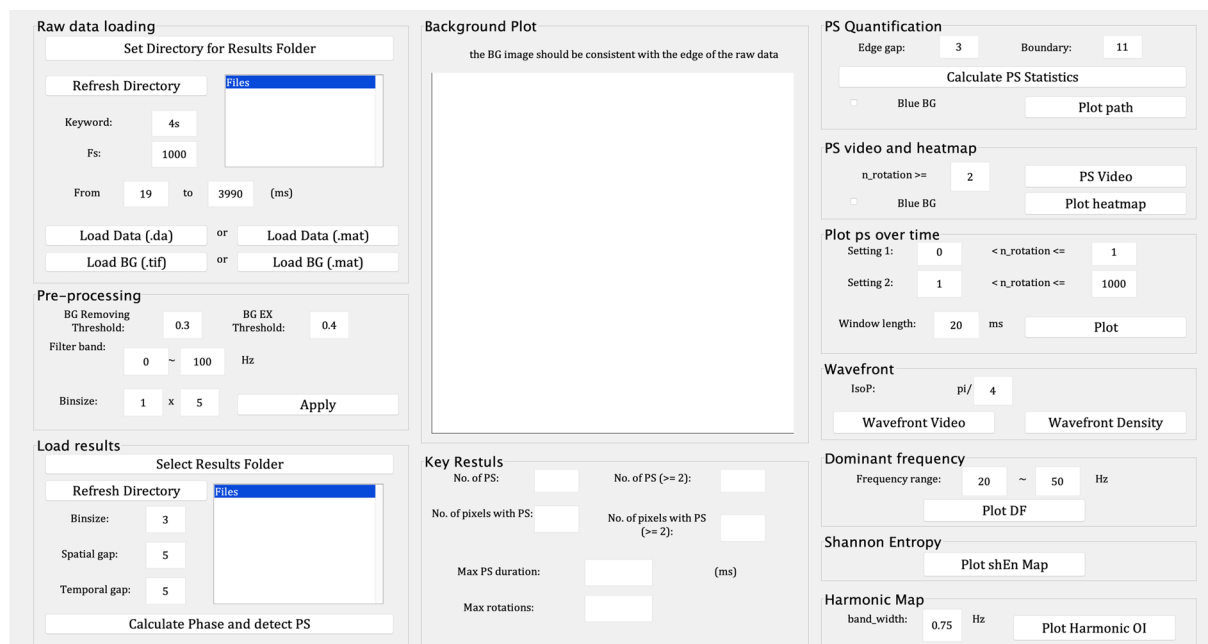 Raw data loading
Set Directory for Results Folder
Refresh Directory
Files
Keyword: 4s
Fs: 1000
From 19 to 3990 (ms)
Load Data (.da) or Load Data (.mat)
Load BG (.tif) or Load BG (.mat)
Pre-processing
BG Removing
Threshold: 0.3
BG EX
Threshold: 0.4
Filter band:
0 ~ 100 Hz
Binsize: 1 x 5 Apply
Load results
Select Results Folder
Refresh Directory
Files
Binsize: 3
Spatial gap: 5
Temporal gap: 5
Calculate Phase and detect PS
Background Plot
the BG image should be consistent with the edge of the raw data
Key Restuls
No. of PS: No. of PS (>= 2):
No. of pixels with PS: No. of pixels with PS
(>= 2):
Max PS duration: (ms)
Max rotations:
PS Quantification
Edge gap: 3 Boundary: 11
Calculate PS Statistics
Blue BG Plot path
PS video and heatmap
n_rotation >= 2 PS Video
Blue BG Plot heatmap
Plot ps over time
Setting 1: 0 < n_rotation <= 1
Setting 2: 1 < n_rotation <= 1000
Window length: 20 ms Plot
Wavefront
IsoP: pi/ 4
Wavefront Video Wavefront Density
Dominant frequency
Frequency range: 20 ~ 50 Hz
Plot DF
Shannon Entropy
Plot shEn Map
Harmonic Map
band_width: 0.75 Hz Plot Harmonic OI